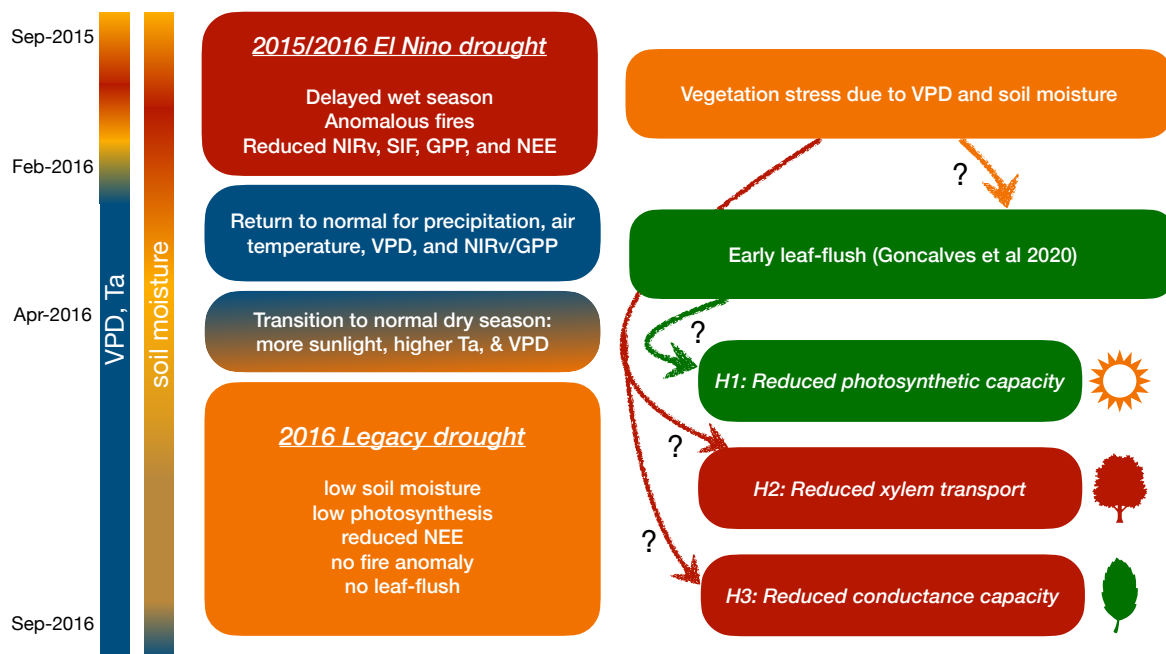 Sep-2015
Feb-2016
Apr-2016
Sep-2016
VPD, Ta
soil moisture
2015/2016 El Nino drought
Delayed wet season
Anomalous fires
Reduced NIRv, SIF, GPP, and NEE
Return to normal for precipitation, air
temperature, VPD, and NIRv/GPP
Transition to normal dry season:
more sunlight, higher Ta, & VPD
2016 Legacy drought
low soil moisture
low photosynthesis
reduced NEE
no fire anomaly
no leaf-flush
Vegetation stress due to VPD and soil moisture
?
Early leaf-flush (Goncalves et al 2020)
?
H1: Reduced photosynthetic capacity
?
H2: Reduced xylem transport
?
H3: Reduced conductance capacity